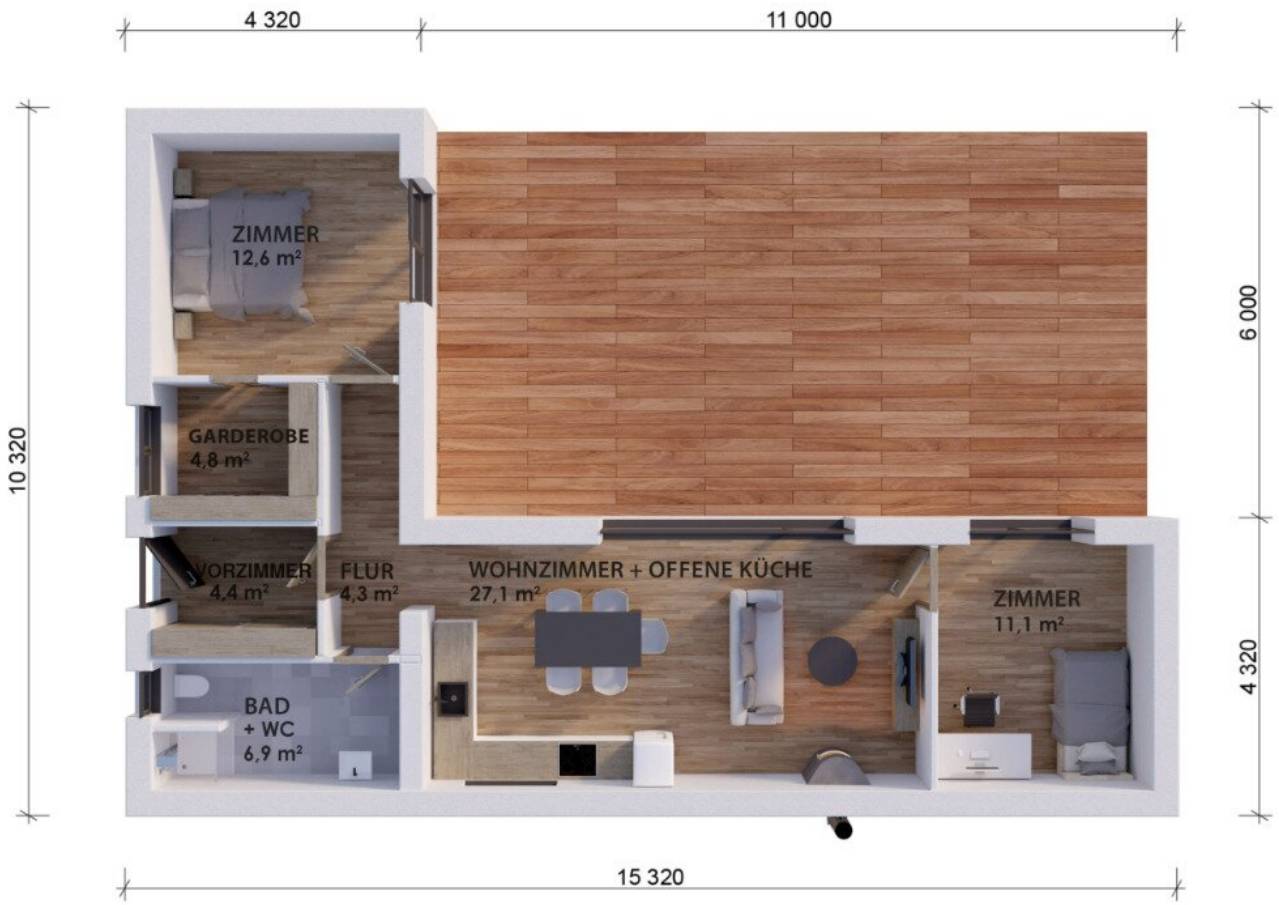 4 320
11 000
ZIMMER
12,6 m²
6 000
10 320
GARDEROBE
4,8 m²
VORZIMMER
4,4 m²
FLUR
4,3 m²
WOHNZIMMER + OFFENE KÜCHE
27,1 m²
ZIMMER
11,1 m²
4 320
BAD
+ WC
6,9 m²
15 320